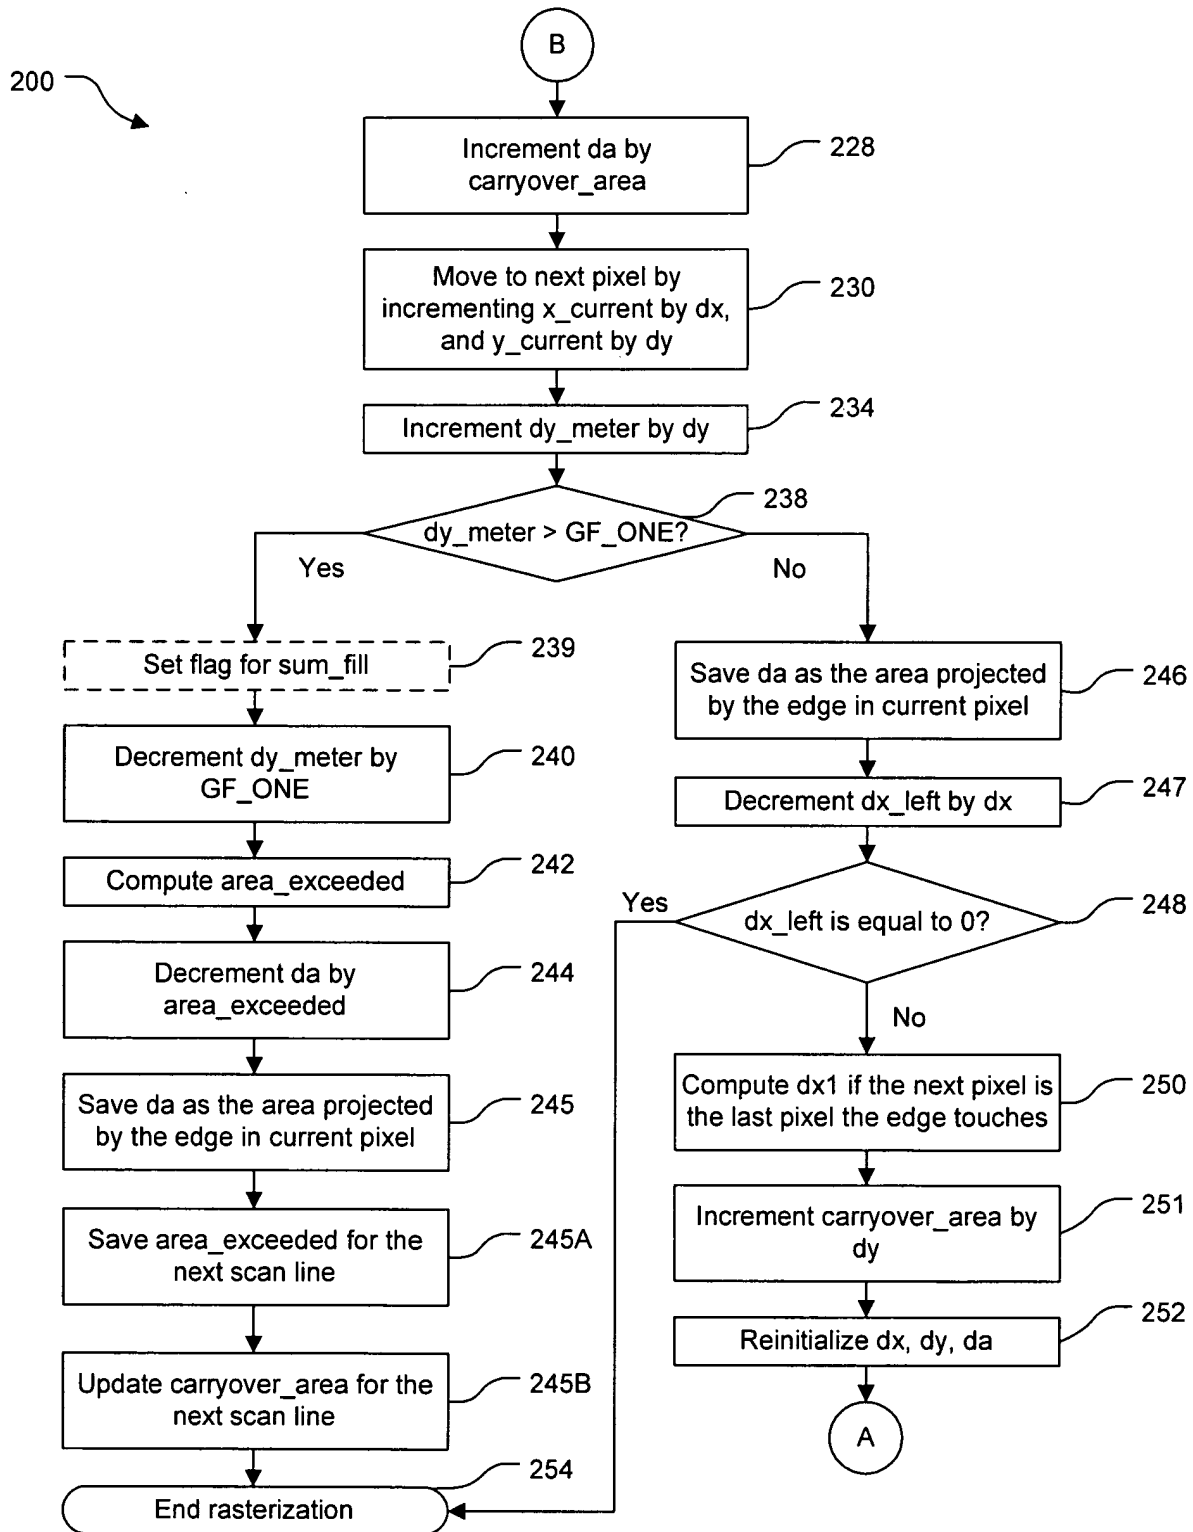 B
200
Increment da by
carryover_area
228
Move to next pixel by
incrementing x_current by dx,
and y_current by dy
230
Increment dy_meter by dy
234
dy_meter > GF_ONE?
238
Yes
No
Set flag for sum_fill
239
Decrement dy_meter by
GF_ONE
240
Compute area_exceeded
242
Decrement da by
area_exceeded
244
Save da as the area projected
by the edge in current pixel
245
Save area_exceeded for the
next scan line
245A
Update carryover_area for the
next scan line
245B
End rasterization
254
Save da as the area projected
by the edge in current pixel
246
Decrement dx_left by dx
247
Yes
dx_left is equal to 0?
248
No
Compute dx1 if the next pixel is
the last pixel the edge touches
250
Increment carryover_area by
dy
251
Reinitialize dx, dy, da
252
A